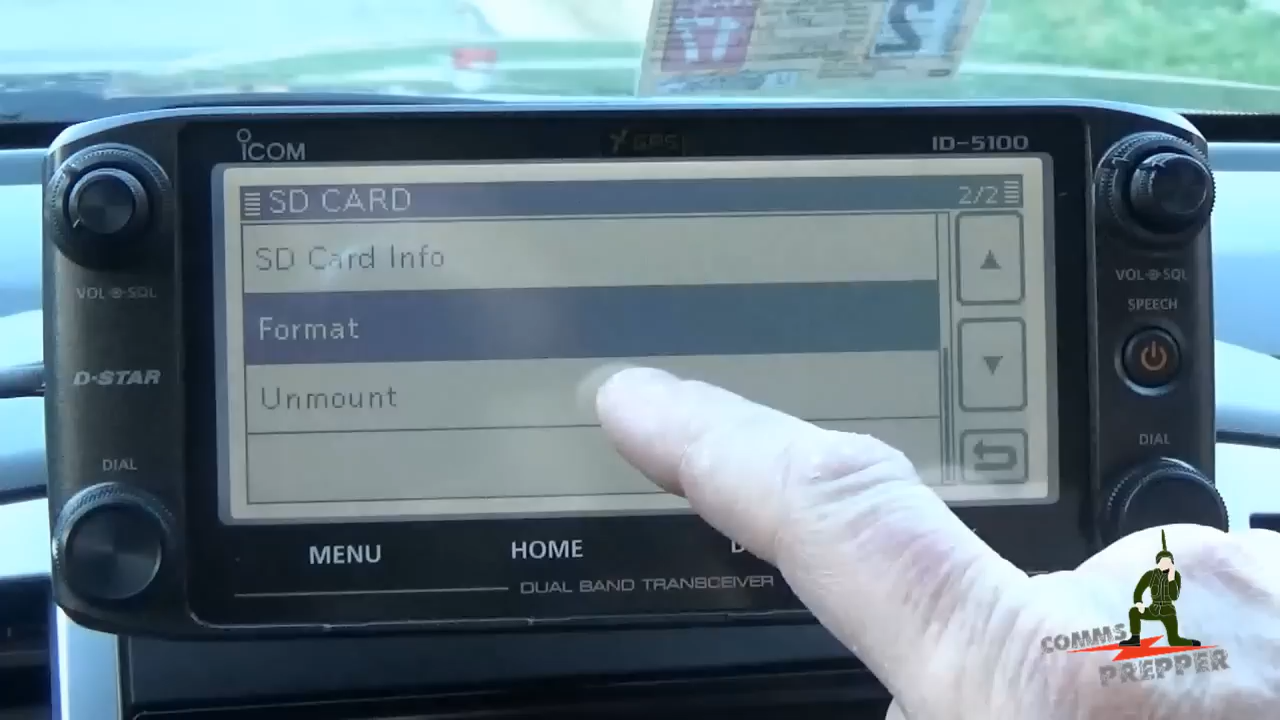 ICOM
GPS
ID-5100
SD CARD
2/2
SD Card Info
Format
Unmount
VOL SQL
D-STAR
DIAL
VOL SQL
SPEECH
DIAL
MENU
HOME
D
DUAL BAND TRANSCEIVER
COMMS
PREPPER